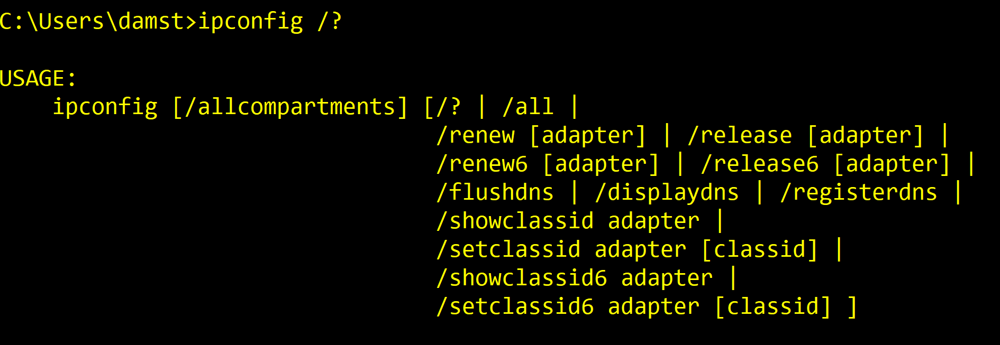 C:\Users\damst>ipconfig /?

USAGE:
    ipconfig [/allcompartments] [/? | /all |
                                 /renew [adapter] | /release [adapter] |
                                 /renew6 [adapter] | /release6 [adapter] |
                                 /flushdns | /displaydns | /registerdns |
                                 /showclassid adapter |
                                 /setclassid adapter [classid] |
                                 /showclassid6 adapter |
                                 /setclassid6 adapter [classid] ]